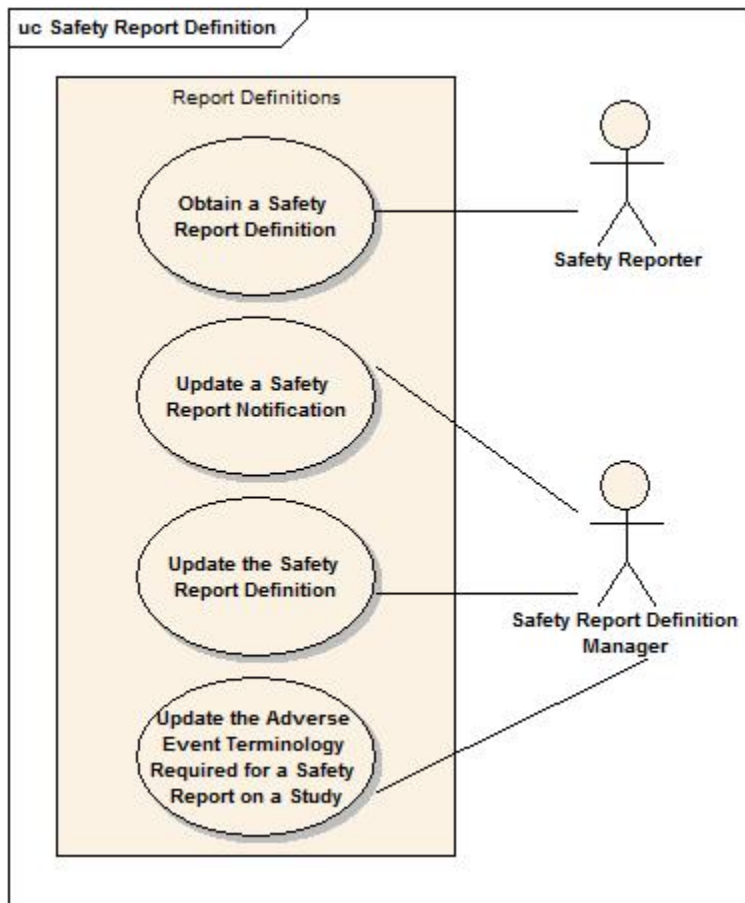 uc Safety Report Definition
Report Definitions
Obtain a Safety
Report Definition
Safety Reporter
Update a Safety
Report Notification
Update the Safety
Report Definition
Safety Report Definition
Manager
Update the Adverse
Event Terminology
Required for a Safety
Report on a Study